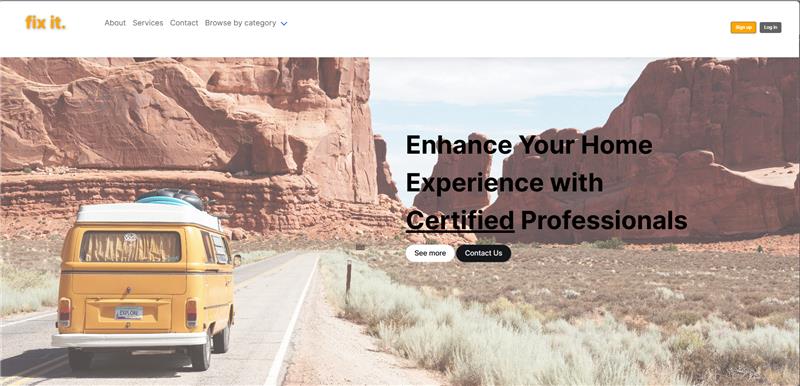 fix it.
About Services Contact Browse by category
Sign up Log in
Enhance Your Home
Experience with
Certified Professionals
See more Contact Us
EXPLORE